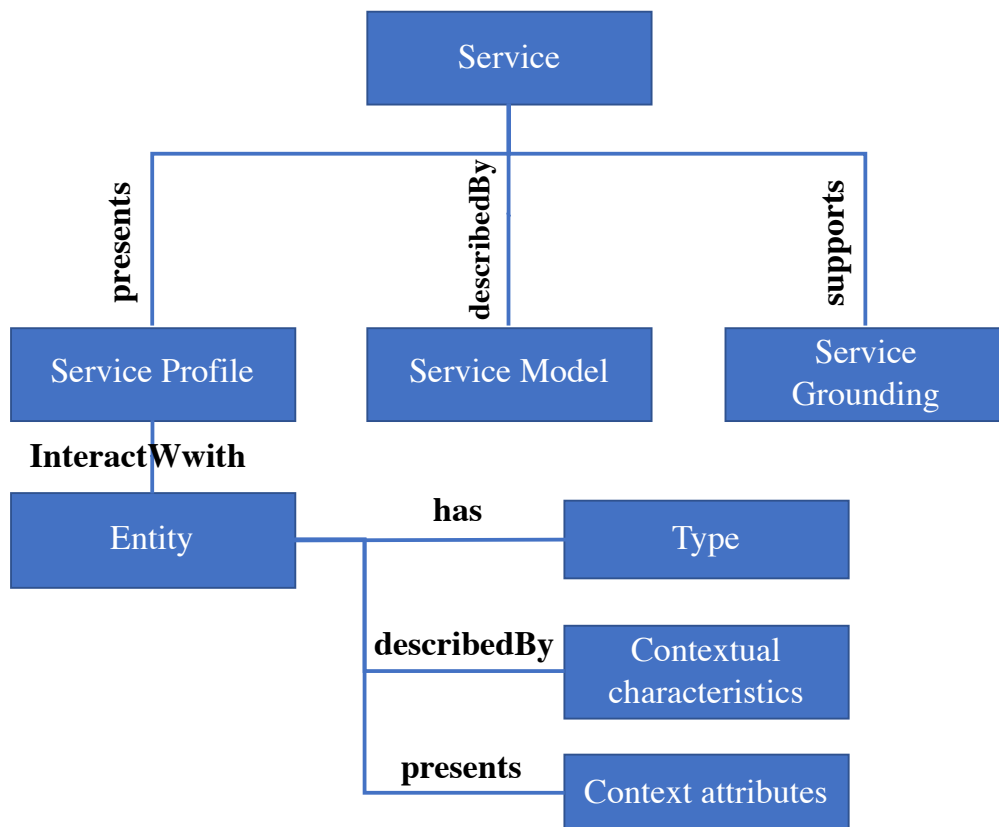 Service
presents
describedBy
supports
Service Profile
Service Model
Service
Grounding
InteractWwith
Entity
has
Type
describedBy
Contextual
characteristics
presents
Context attributes